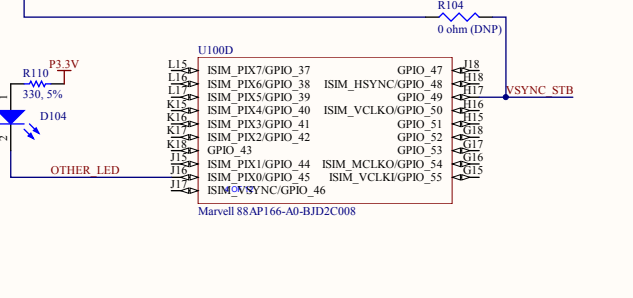 R104
0 ohm (DNP)
U100D
P3.3V
R110
330, 5%
1
D104
2
OTHER_LED
VSYNC_STB
L15 ISIM_PIX7/GPIO_37 GPIO_47 J18
L16 ISIM_PIX6/GPIO_38 ISIM_HSYNC/GPIO_48 H18
L17 ISIM_PIX5/GPIO_39 GPIO_49 H17
K15 ISIM_PIX4/GPIO_40 ISIM_VCLKO/GPIO_50 H16
K16 ISIM_PIX3/GPIO_41 GPIO_51 H15
K17 ISIM_PIX2/GPIO_42 GPIO_52 G18
K18 GPIO_43 GPIO_53 G17
J15 ISIM_PIX1/GPIO_44 ISIM_MCLKO/GPIO_54 G16
J16 ISIM_PIX0/GPIO_45 ISIM_VCLKI/GPIO_55 G15
J17 ISIM_VSYNC/GPIO_46
Marvell 88AP166-A0-BJD2C008